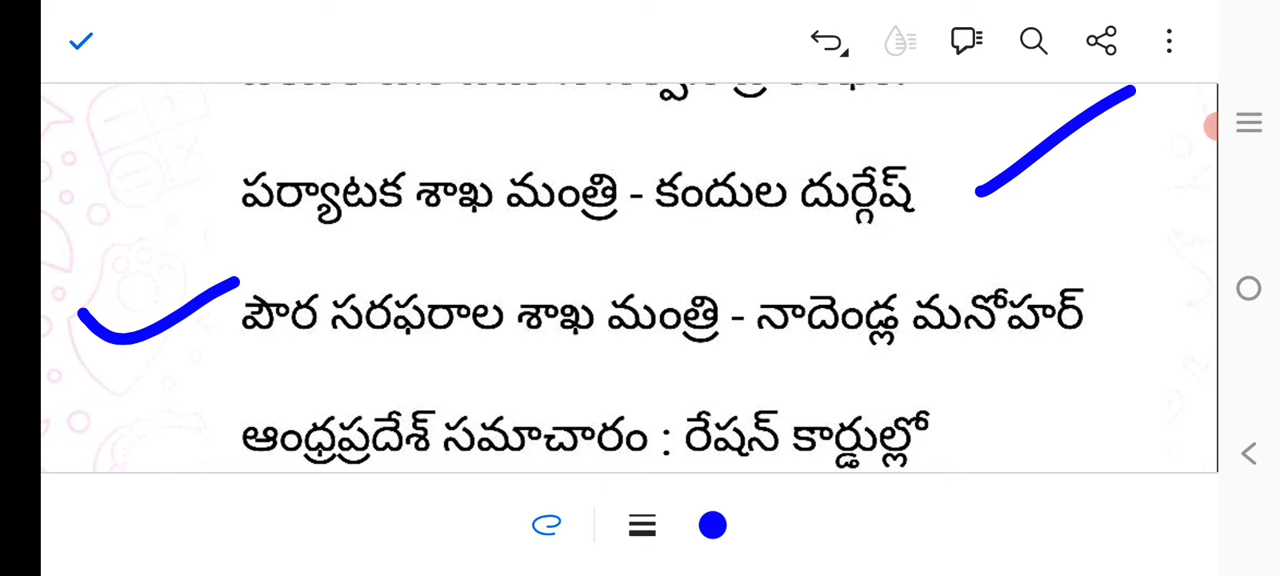 పర్యాటక శాఖ మంత్రి - కందుల దుర్గేష్
పౌర సరఫరాల శాఖ మంత్రి - నాదెండ్ల మనోహర్
ఆంధ్రప్రదేశ్ సమాచారం : రేషన్ కార్డుల్లో